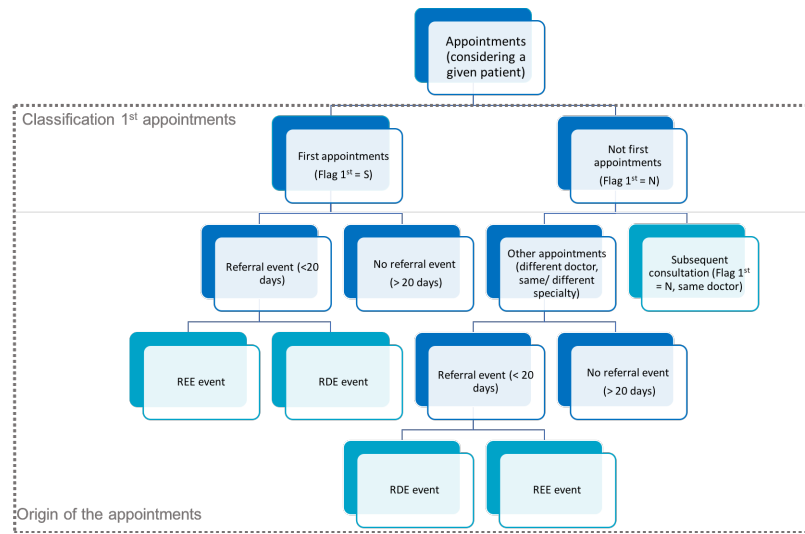 Appointments
(considering a
given patient)
Classification 1st appointments
First appointments
(Flag 1st = S)
Not first
appointments
(Flag 1st = N)
Referral event (<20
days)
No referral event
(> 20 days)
Other appointments
(different doctor,
same/ different
specialty)
Subsequent
consultation (Flag 1st
= N, same doctor)
REE event
RDE event
Referral event (< 20
days)
No referral event
(> 20 days)
RDE event
REE event
Origin of the appointments